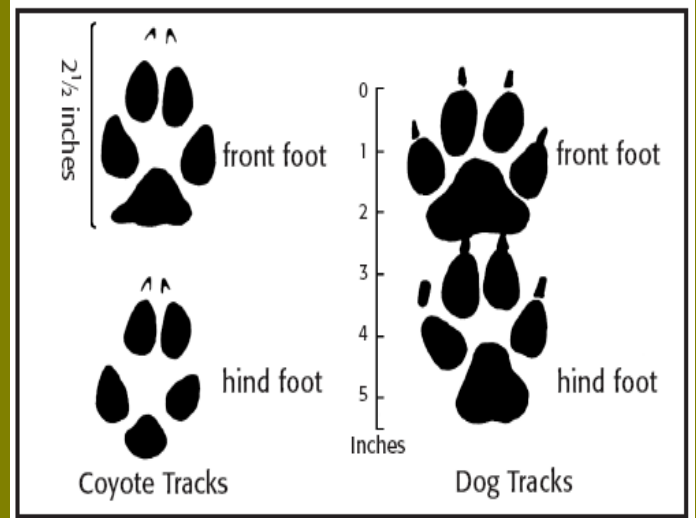 2½ inches
front foot
hind foot
Coyote Tracks
0
1
2
3
4
5
Inches
front foot
hind foot
Dog Tracks